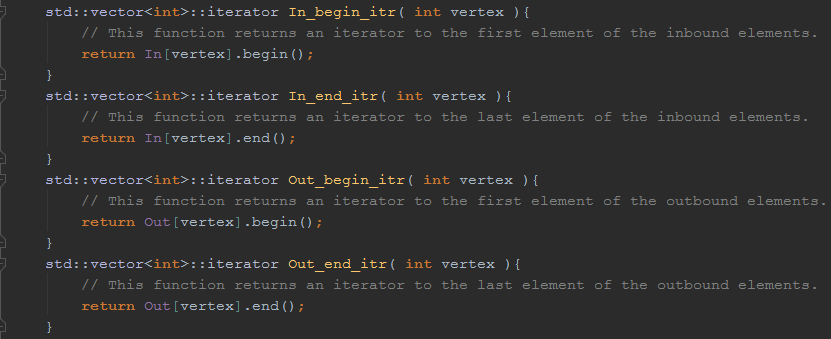 std::vector<int>::iterator In_begin_itr( int vertex ){
    // This function returns an iterator to the first element of the inbound elements.
    return In[vertex].begin();
}
std::vector<int>::iterator In_end_itr( int vertex ){
    // This function returns an iterator to the last element of the inbound elements.
    return In[vertex].end();
}
std::vector<int>::iterator Out_begin_itr( int vertex ){
    // This function returns an iterator to the first element of the outbound elements.
    return Out[vertex].begin();
}
std::vector<int>::iterator Out_end_itr( int vertex ){
    // This function returns an iterator to the last element of the outbound elements.
    return Out[vertex].end();
}